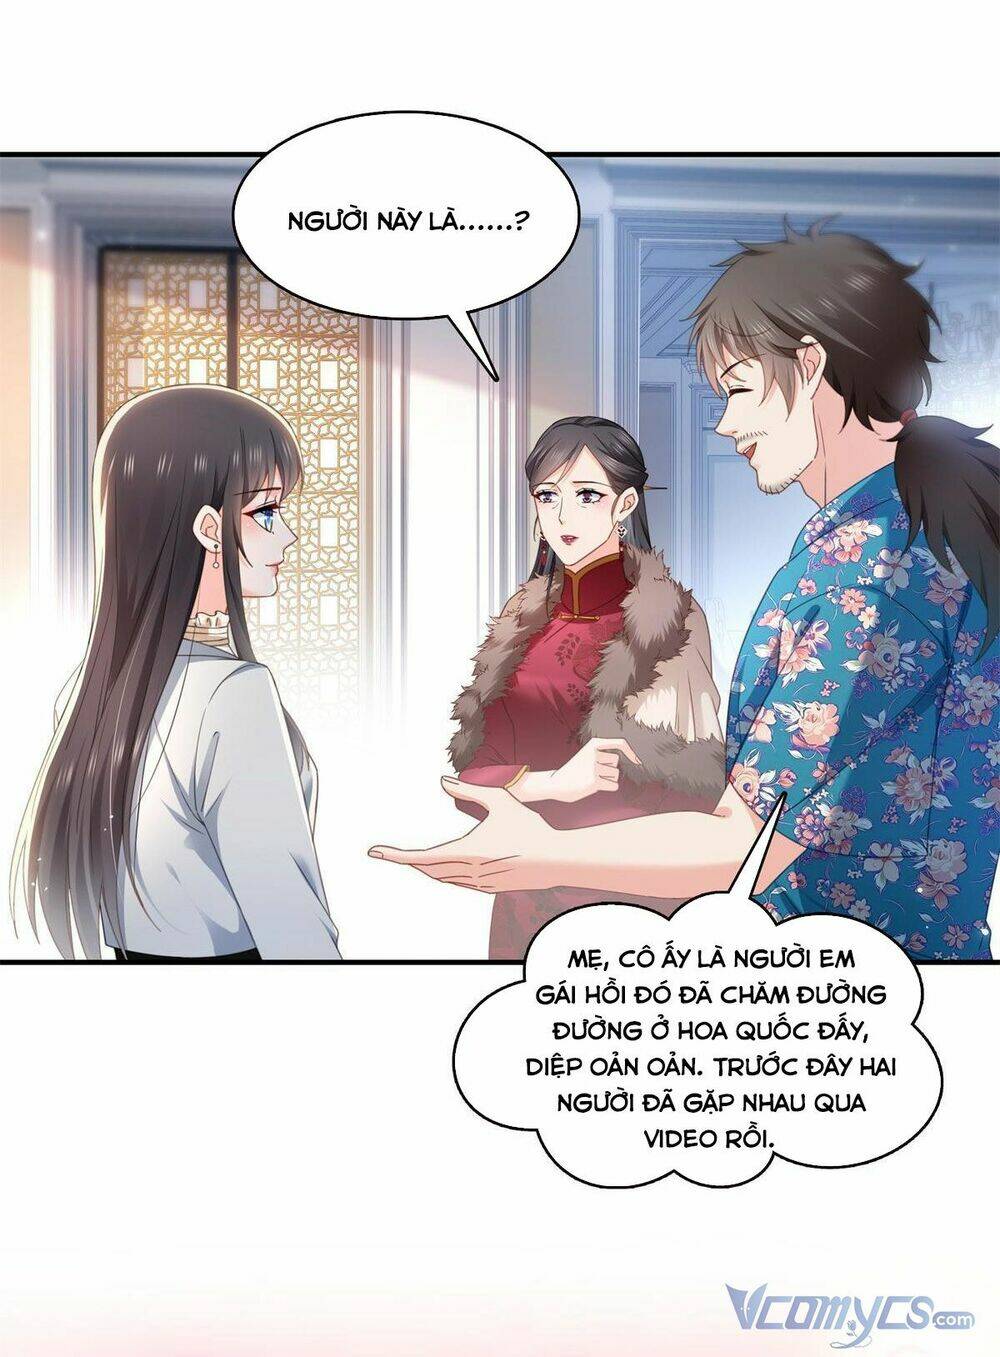 NGƯỜI NÀY LÀ......?
MẸ, CÔ ẤY LÀ NGƯỜI EM
GÁI HỒI ĐÓ ĐÃ CHĂM ĐƯỜNG
ĐƯỜNG Ở HOA QUỐC ĐẤY,
DIỆP OẢN OẢN. TRƯỚC ĐÂY HAI
NGƯỜI ĐÃ GẶP NHAU QUA
VIDEO RỒI.
VCOMYCS.com